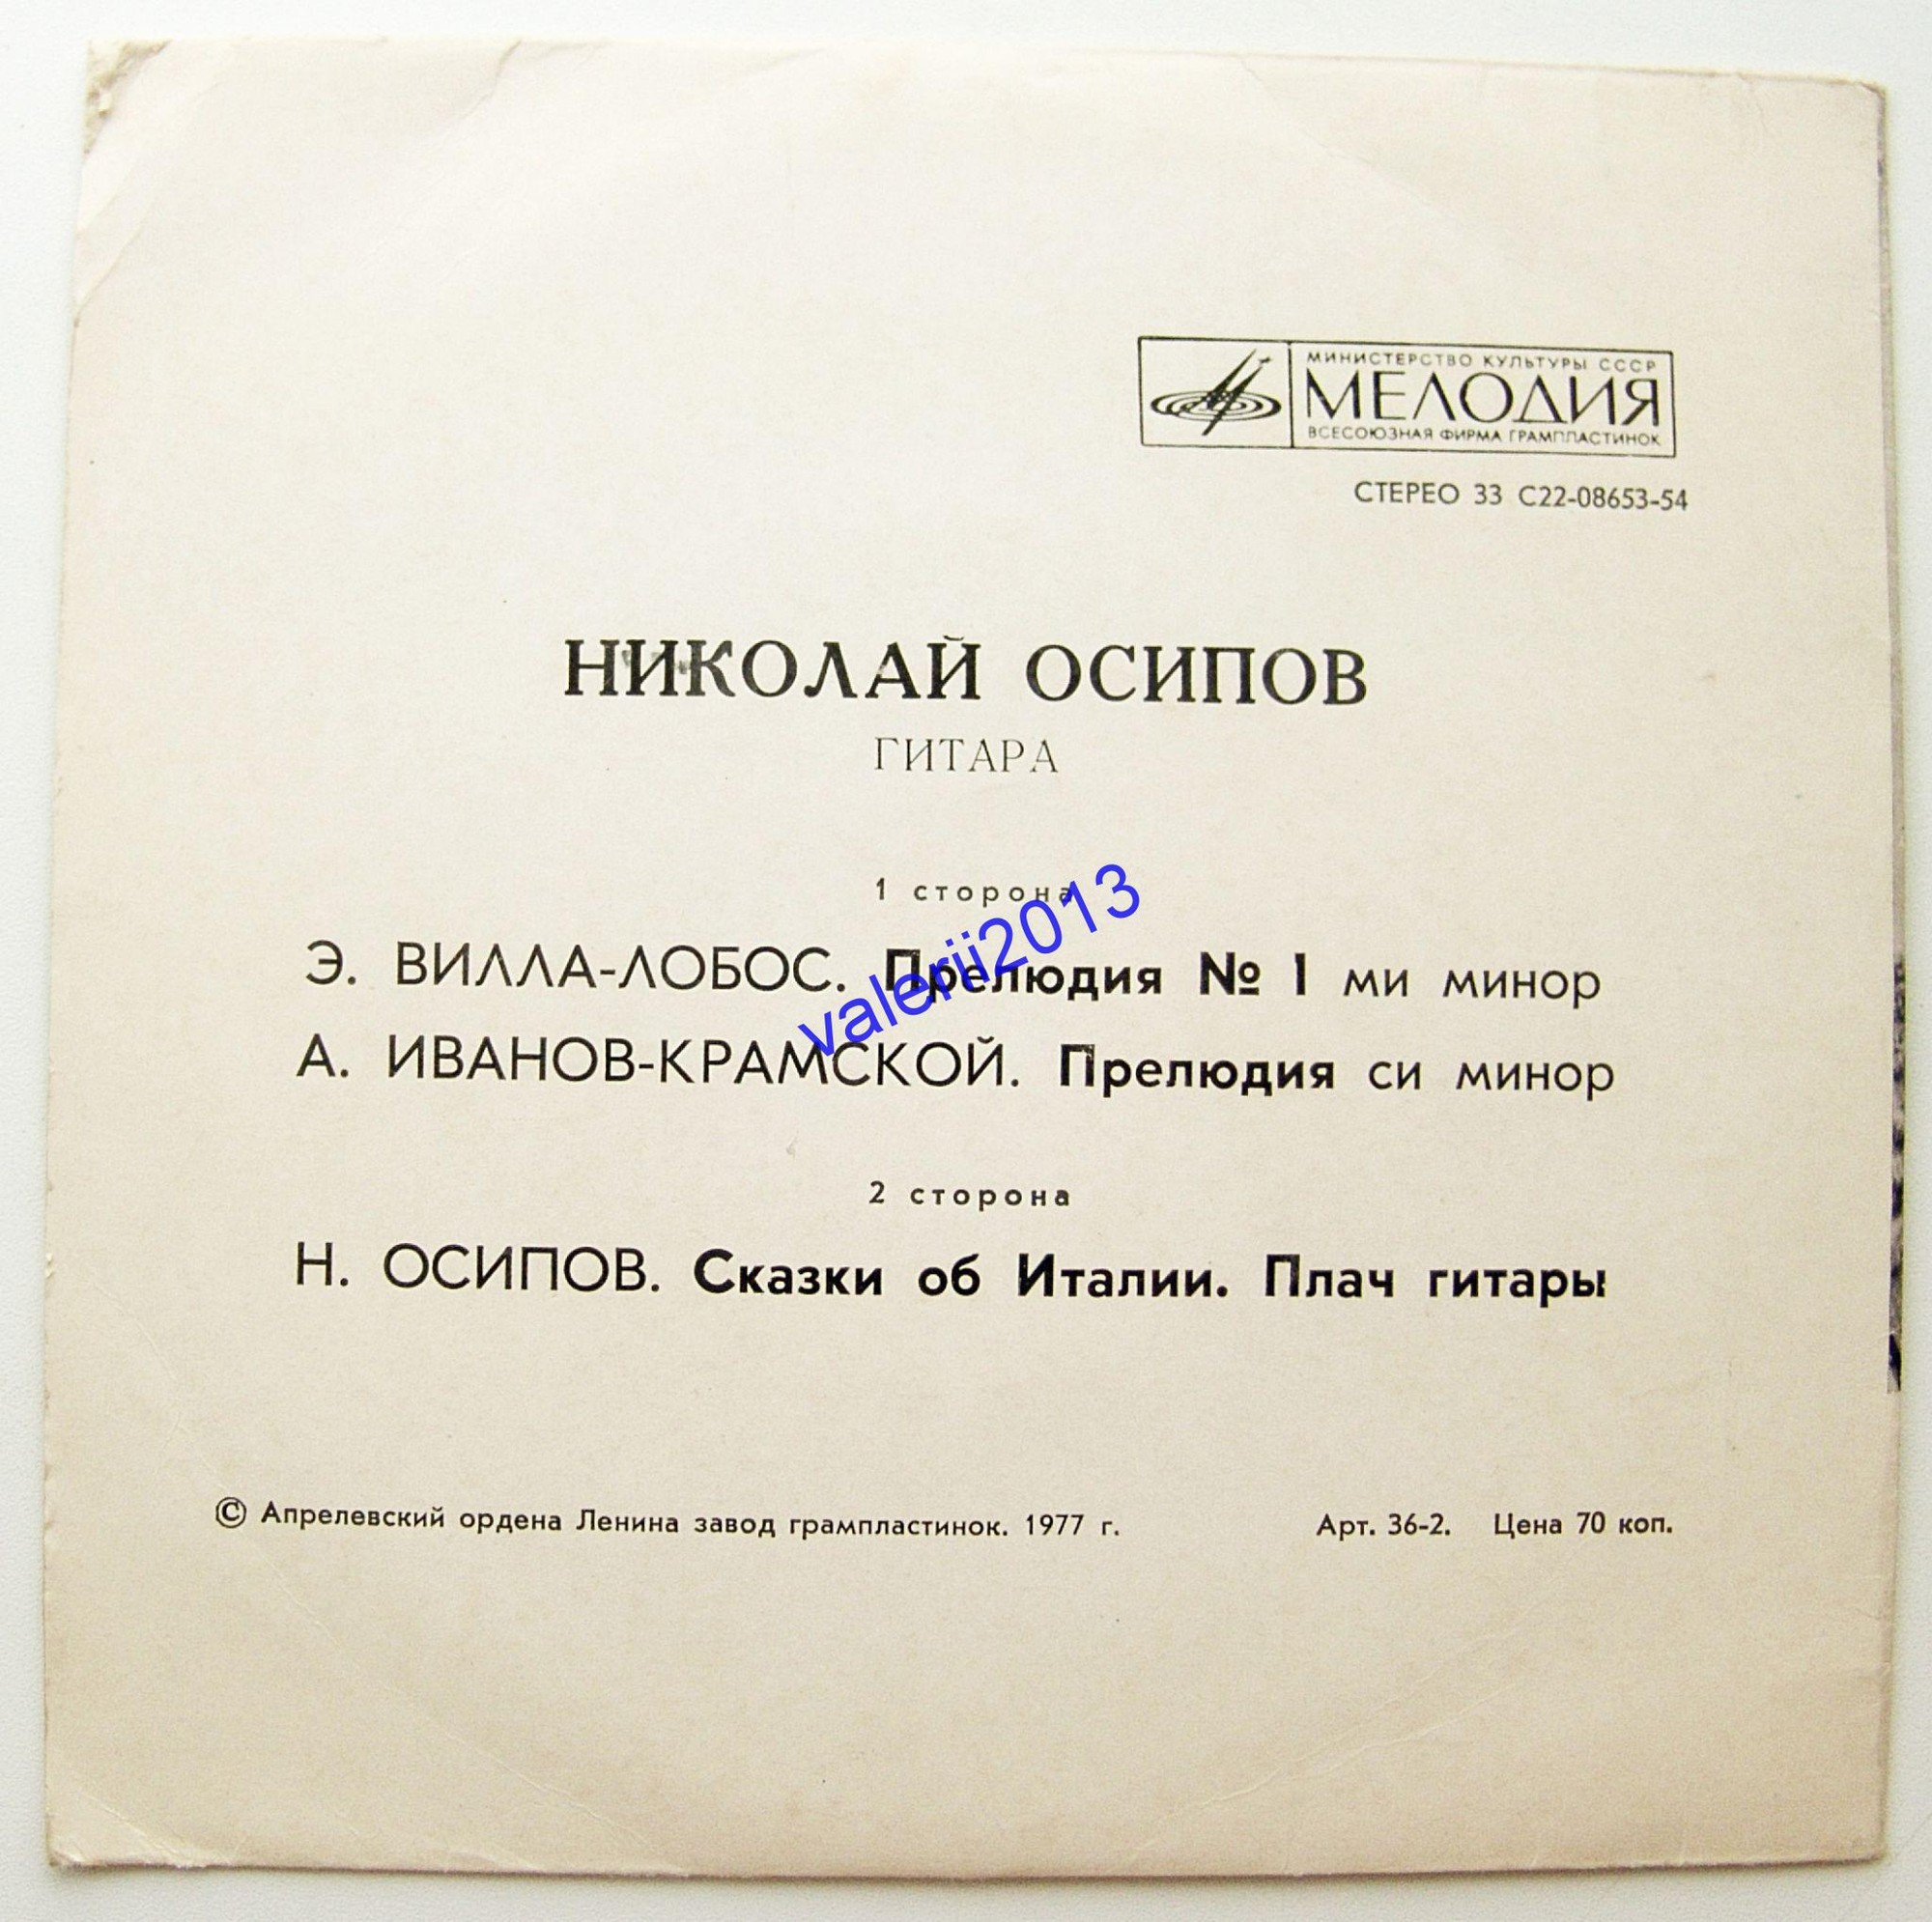 МИНИСТЕРСТВО КУЛЬТУРЫ СССР
МЕЛОДИЯ
ВСЕСОЮЗНАЯ ФИРМА ГРАМПЛАСТИНОК
СТЕРЕО 33 С22-08653-54
НИКОЛАЙ ОСИПОВ
ГИТАРА
1 сторона
Э. ВИЛЛА-ЛОБОС. Прелюдия № 1 ми минор
А. ИВАНОВ-КРАМСКОЙ. Прелюдия си минор
valerii2013
2 сторона
Н. ОСИПОВ. Сказки об Италии. Плач гитары
© Апрелевский ордена Ленина завод грампластинок. 1977 г. Арт. 36-2. Цена 70 коп.